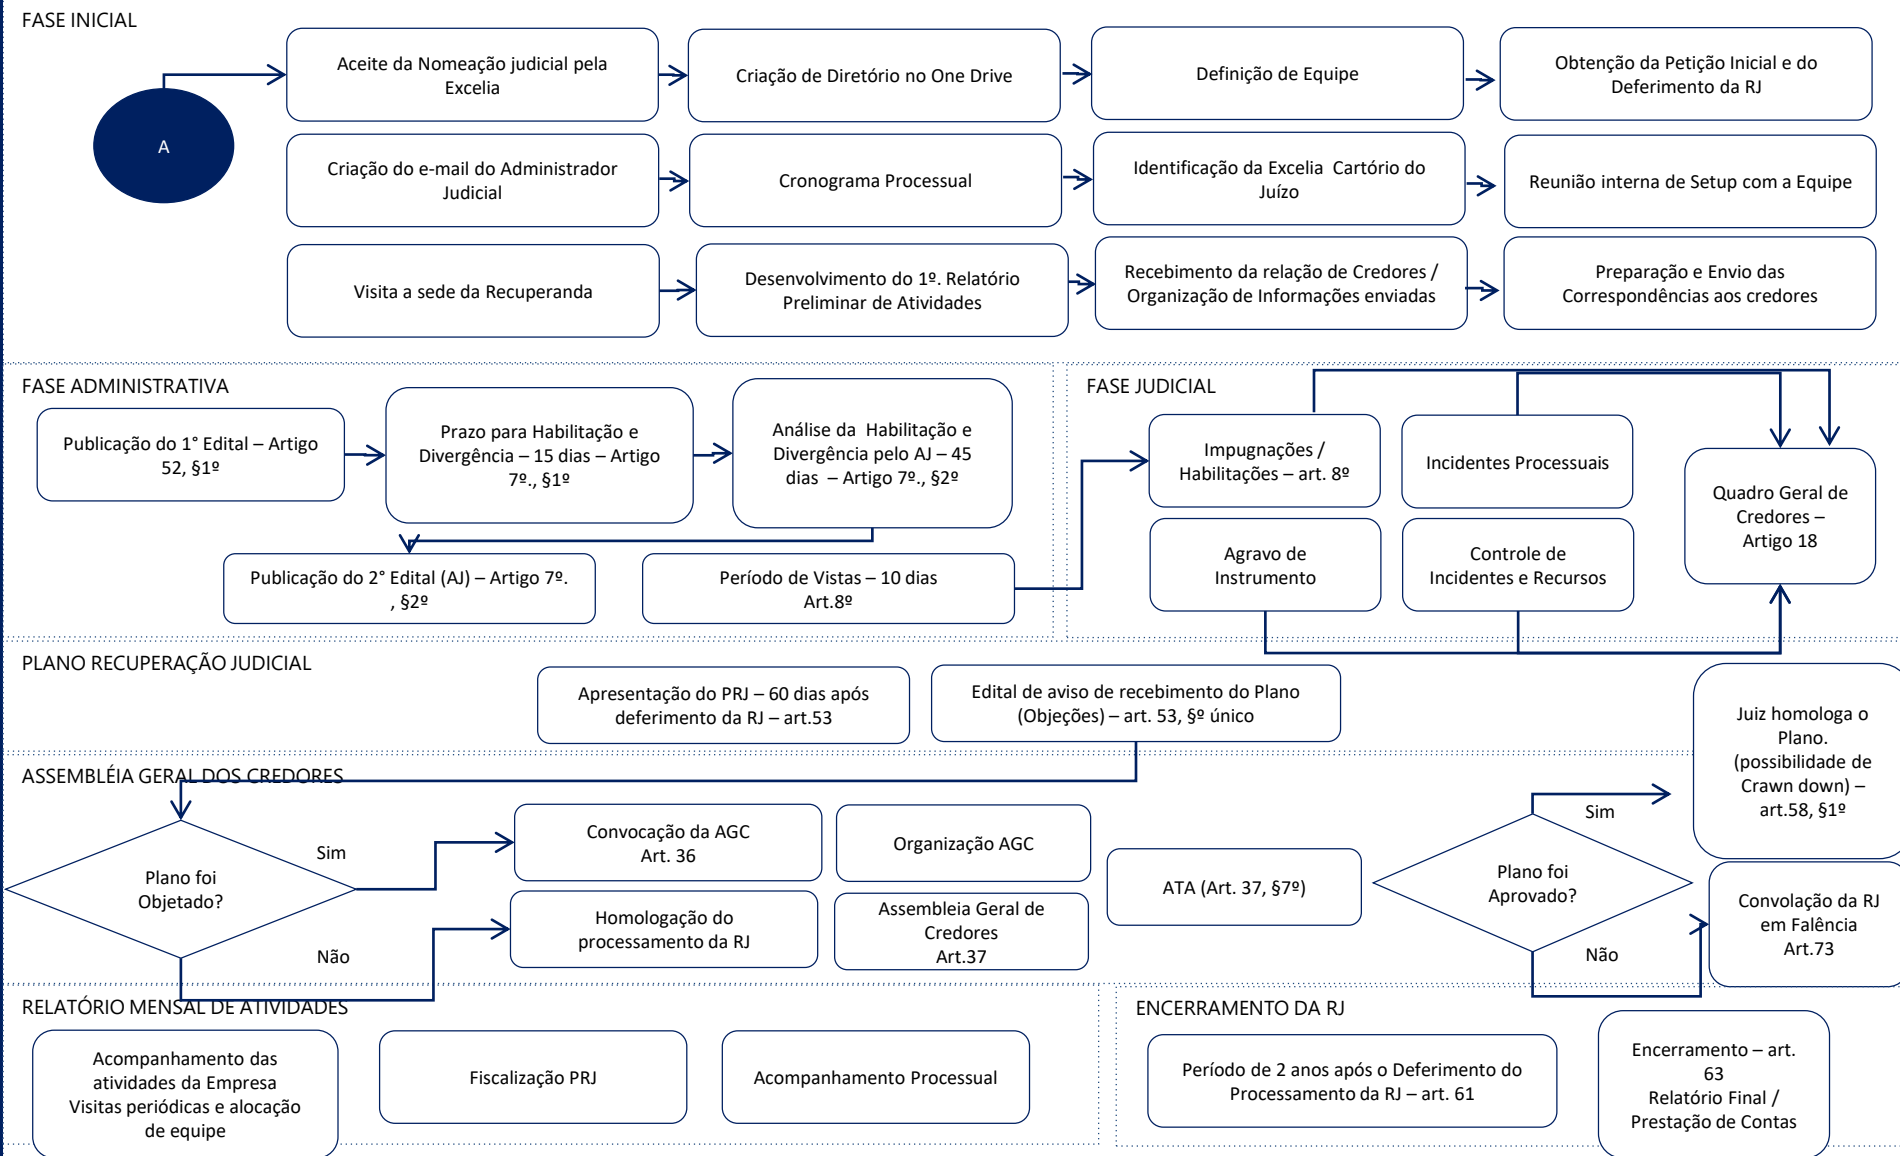 FASE INICIAL
A
Aceite da Nomeação judicial pela
Excelia
Criação de Diretório no One Drive
Definição de Equipe
Obtenção da Petição Inicial e do
Deferimento da RJ
Criação do e-mail do Administrador
Judicial
Cronograma Processual
Identificação da Excelia  Cartório do
Juízo
Reunião interna de Setup com a Equipe
Visita a sede da Recuperanda
Desenvolvimento do 1º. Relatório
Preliminar de Atividades
Recebimento da relação de Credores /
Organização de Informações enviadas
Preparação e Envio das
Correspondências aos credores
FASE ADMINISTRATIVA
Publicação do 1° Edital – Artigo
52, §1º
Prazo para Habilitação e
Divergência – 15 dias – Artigo
7º., §1º
Análise da  Habilitação e
Divergência pelo AJ – 45
dias  – Artigo 7º., §2º
Publicação do 2° Edital (AJ) – Artigo 7º.
, §2º
Período de Vistas – 10 dias
Art.8º
FASE JUDICIAL
Impugnações /
Habilitações – art. 8º
Incidentes Processuais
Agravo de
Instrumento
Controle de
Incidentes e Recursos
Quadro Geral de
Credores –
Artigo 18
PLANO RECUPERAÇÃO JUDICIAL
Apresentação do PRJ – 60 dias após
deferimento da RJ – art.53
Edital de aviso de recebimento do Plano
(Objeções) – art. 53, §º único
Juiz homologa o
Plano.
(possibilidade de
Crawn down) –
art.58, §1º
ASSEMBLÉIA GERAL DOS CREDORES
Plano foi
Objetado?
Sim
Não
Convocação da AGC
Art. 36
Organização AGC
Homologação do
processamento da RJ
Assembleia Geral de
Credores
Art.37
ATA (Art. 37, §7º)
Plano foi
Aprovado?
Sim
Não
Convolação da RJ
em Falência
Art.73
RELATÓRIO MENSAL DE ATIVIDADES
Acompanhamento das
atividades da Empresa
Visitas periódicas e alocação
de equipe
Fiscalização PRJ
Acompanhamento Processual
ENCERRAMENTO DA RJ
Período de 2 anos após o Deferimento do
Processamento da RJ – art. 61
Encerramento – art.
63
Relatório Final /
Prestação de Contas